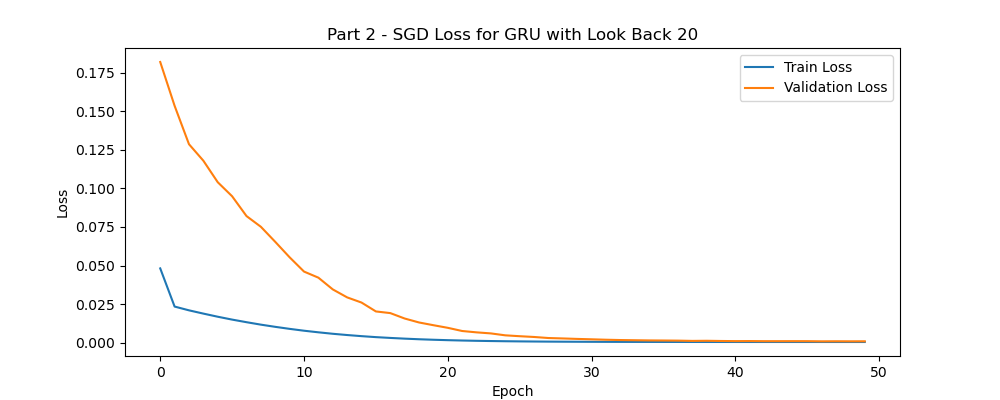 Part 2 - SGD Loss for GRU with Look Back 20
Train Loss
Validation Loss
0.175
0.150
0.125
0.100
0.075
0.050
0.025
0.000
Loss
0 10 20 30 40 50
Epoch